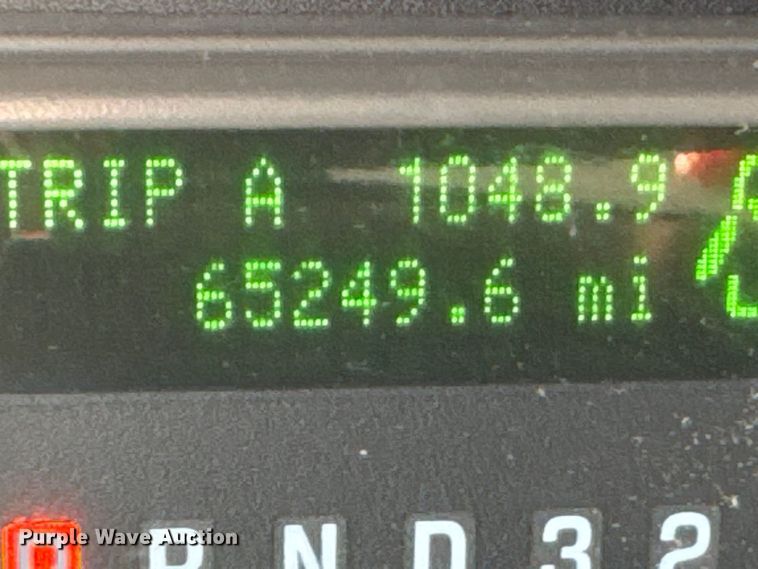 TRIP A 1048.9
65249.6 mi
P R N D 3 2
Purple Wave Auction